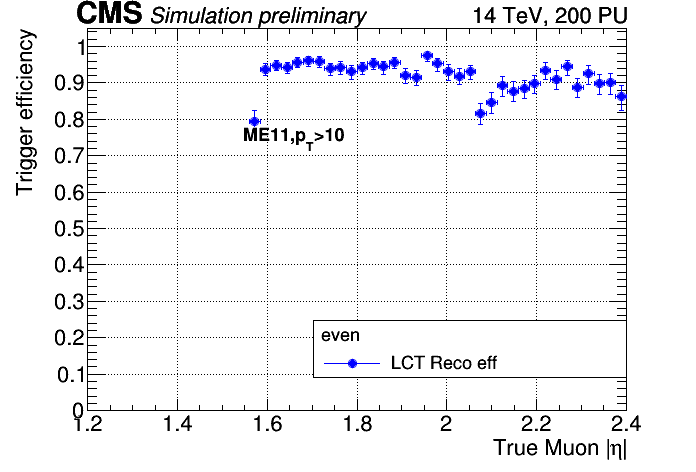 CMS Simulation preliminary 14 TeV, 200 PU
Trigger efficiency
1
0.9
0.8
0.7
0.6
0.5
0.4
0.3
0.2
0.1
0
ME11,pT>10
even
LCT Reco eff
1.2 1.4 1.6 1.8 2 2.2 2.4
True Muon |η|